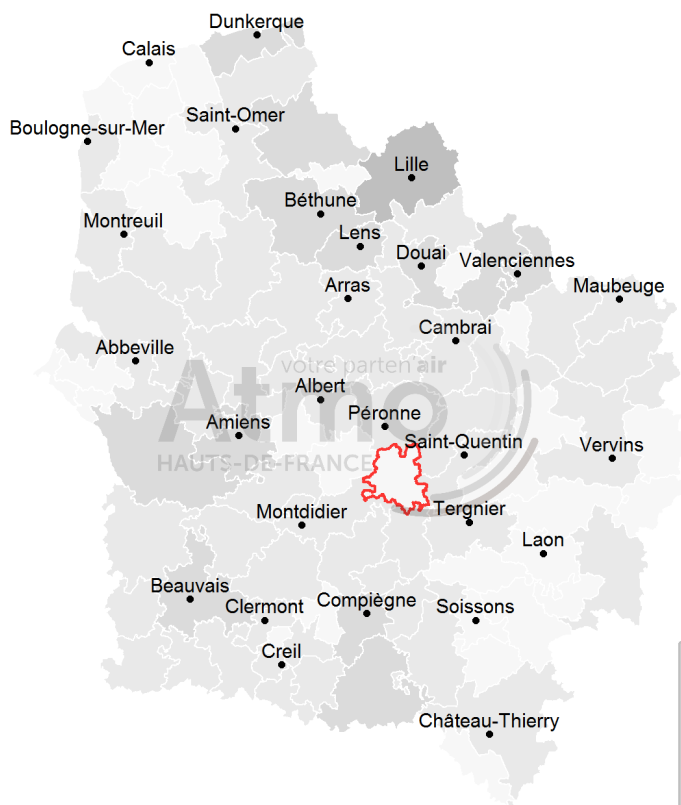 Dunkerque
Calais
Saint-Omer
Boulogne-sur-Mer
Lille
Béthune
Montreuil
Lens
Douai
Valenciennes
Arras
Maubeuge
Cambrai
Abbeville
votre parten'air
Atmo
Albert
Péronne
Amiens
Saint-Quentin
Vervins
HAUTS-DE-FRANCE
Montdidier
Tergnier
Laon
Beauvais
Clermont
Compiègne
Soissons
Creil
Château-Thierry